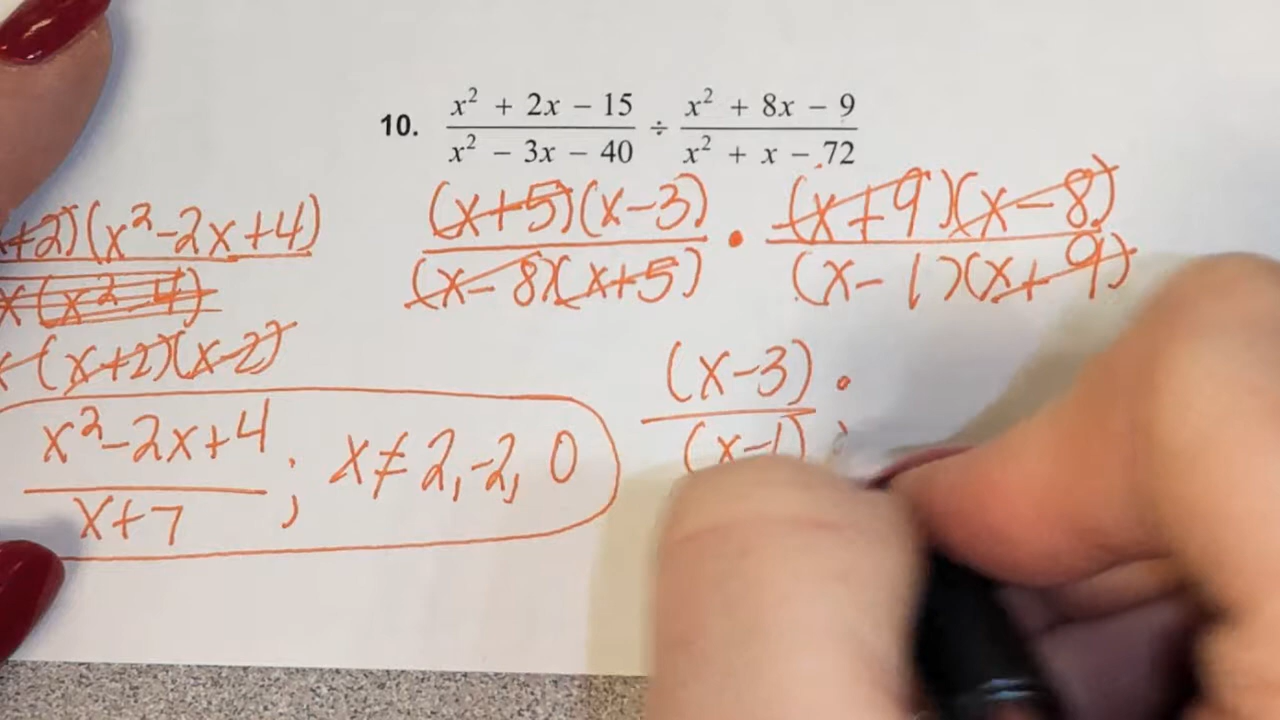 10. x² + 2x − 15 / x² − 3x − 40 ÷ x² + 8x − 9 / x² + x − 72
(x+5)(x-3) / (x-8)(x+5) • (x+9)(x-8) / (x-1)(x+9)
(x-3) / (x-1) ;
+2)(x²-2x+4)
x(x²-4)
(x+2)(x-2)
x²-2x+4 / x+7 ; x≠2,-2, 0